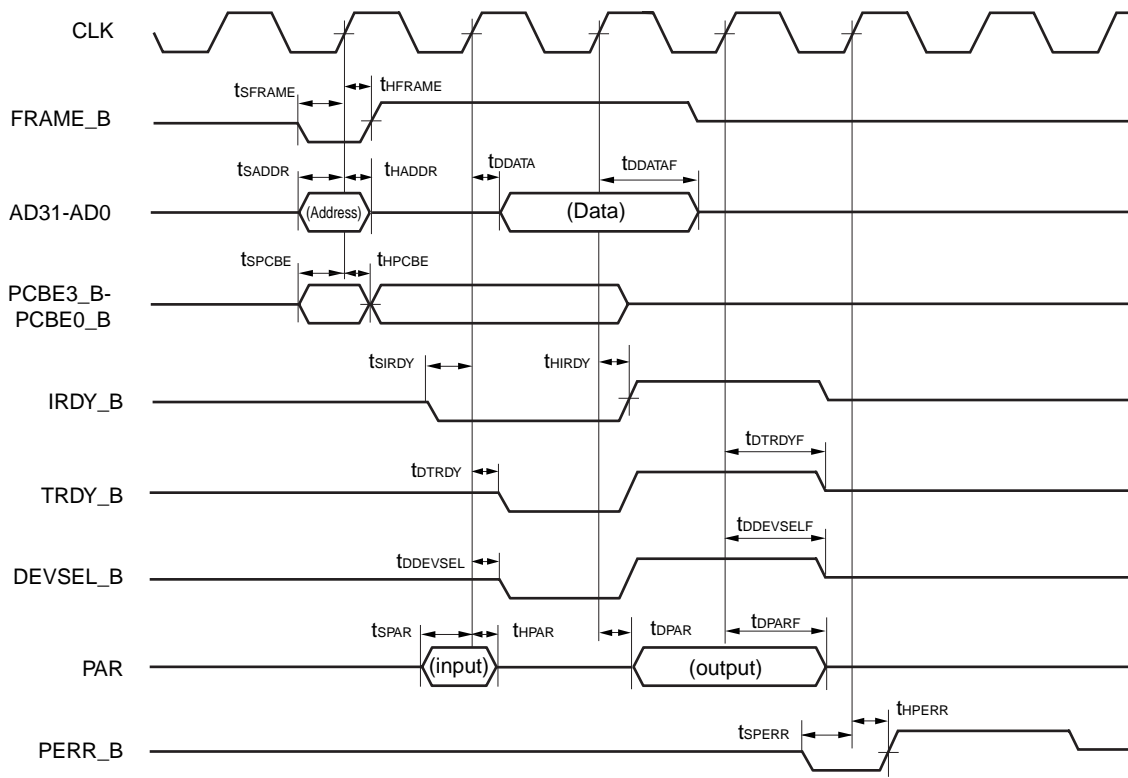 CLK
tSFRAME tHFRAME
FRAME_B
tSADDR tHADDR tDDATA tDDATAF
AD31-AD0 (Address) (Data)
tSPCBE tHPCBE
PCBE3_B-
PCBE0_B
tSIRDY tHIRDY
IRDY_B
tDTRDY tDTRDYF
TRDY_B
tDDEVSEL tDDEVSELF
DEVSEL_B
tSPAR tHPAR tDPAR tDPARF
PAR (input) (output)
tSPERR tHPERR
PERR_B